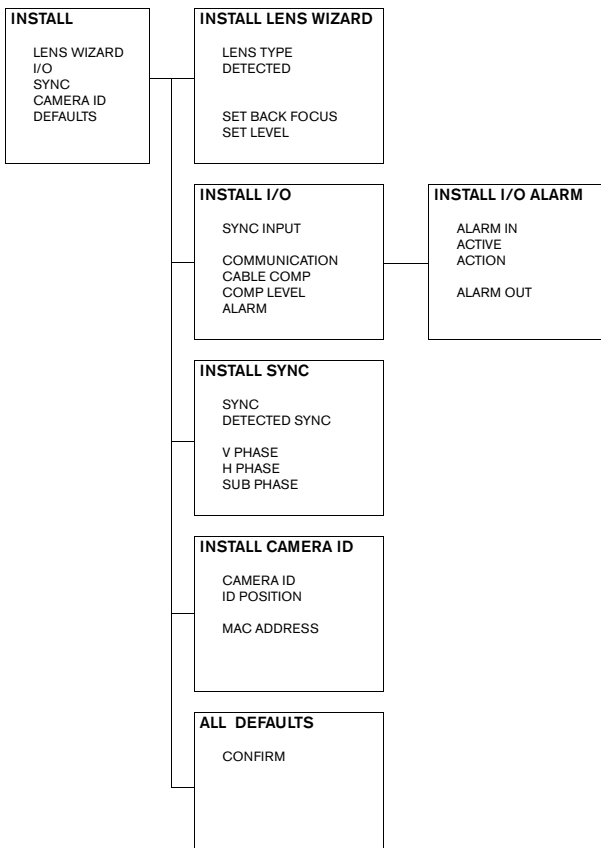 INSTALL
LENS WIZARD
I/O
SYNC
CAMERA ID
DEFAULTS
INSTALL LENS WIZARD
LENS TYPE
DETECTED
SET BACK FOCUS
SET LEVEL
INSTALL I/O
SYNC INPUT
COMMUNICATION
CABLE COMP
COMP LEVEL
ALARM
INSTALL I/O ALARM
ALARM IN
ACTIVE
ACTION
ALARM OUT
INSTALL SYNC
SYNC
DETECTED SYNC
V PHASE
H PHASE
SUB PHASE
INSTALL CAMERA ID
CAMERA ID
ID POSITION
MAC ADDRESS
ALL DEFAULTS
CONFIRM